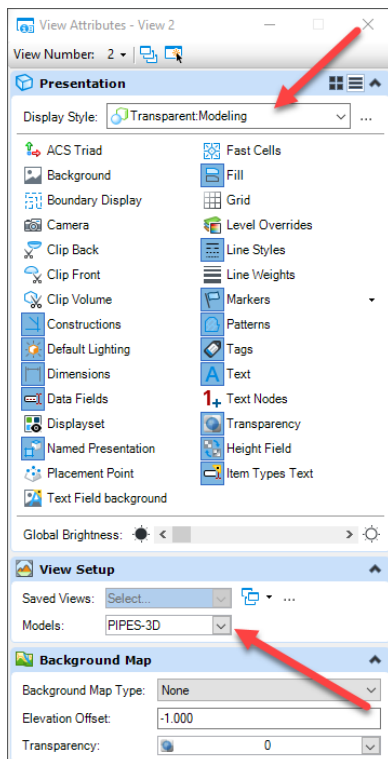 View Attributes - View 2
View Number: 2
Presentation
Display Style: Transparent:Modeling ...
ACS Triad Fast Cells
Background Fill
Boundary Display Grid
Camera Level Overrides
Clip Back Line Styles
Clip Front Line Weights
Clip Volume Markers
Constructions Patterns
Default Lighting Tags
Dimensions Text
Data Fields Text Nodes
Displayset Transparency
Named Presentation Height Field
Placement Point Item Types Text
Text Field background
Global Brightness:
View Setup
Saved Views: Select... ...
Models: PIPES-3D
Background Map
Background Map Type: None
Elevation Offset: -1.000
Transparency: 0